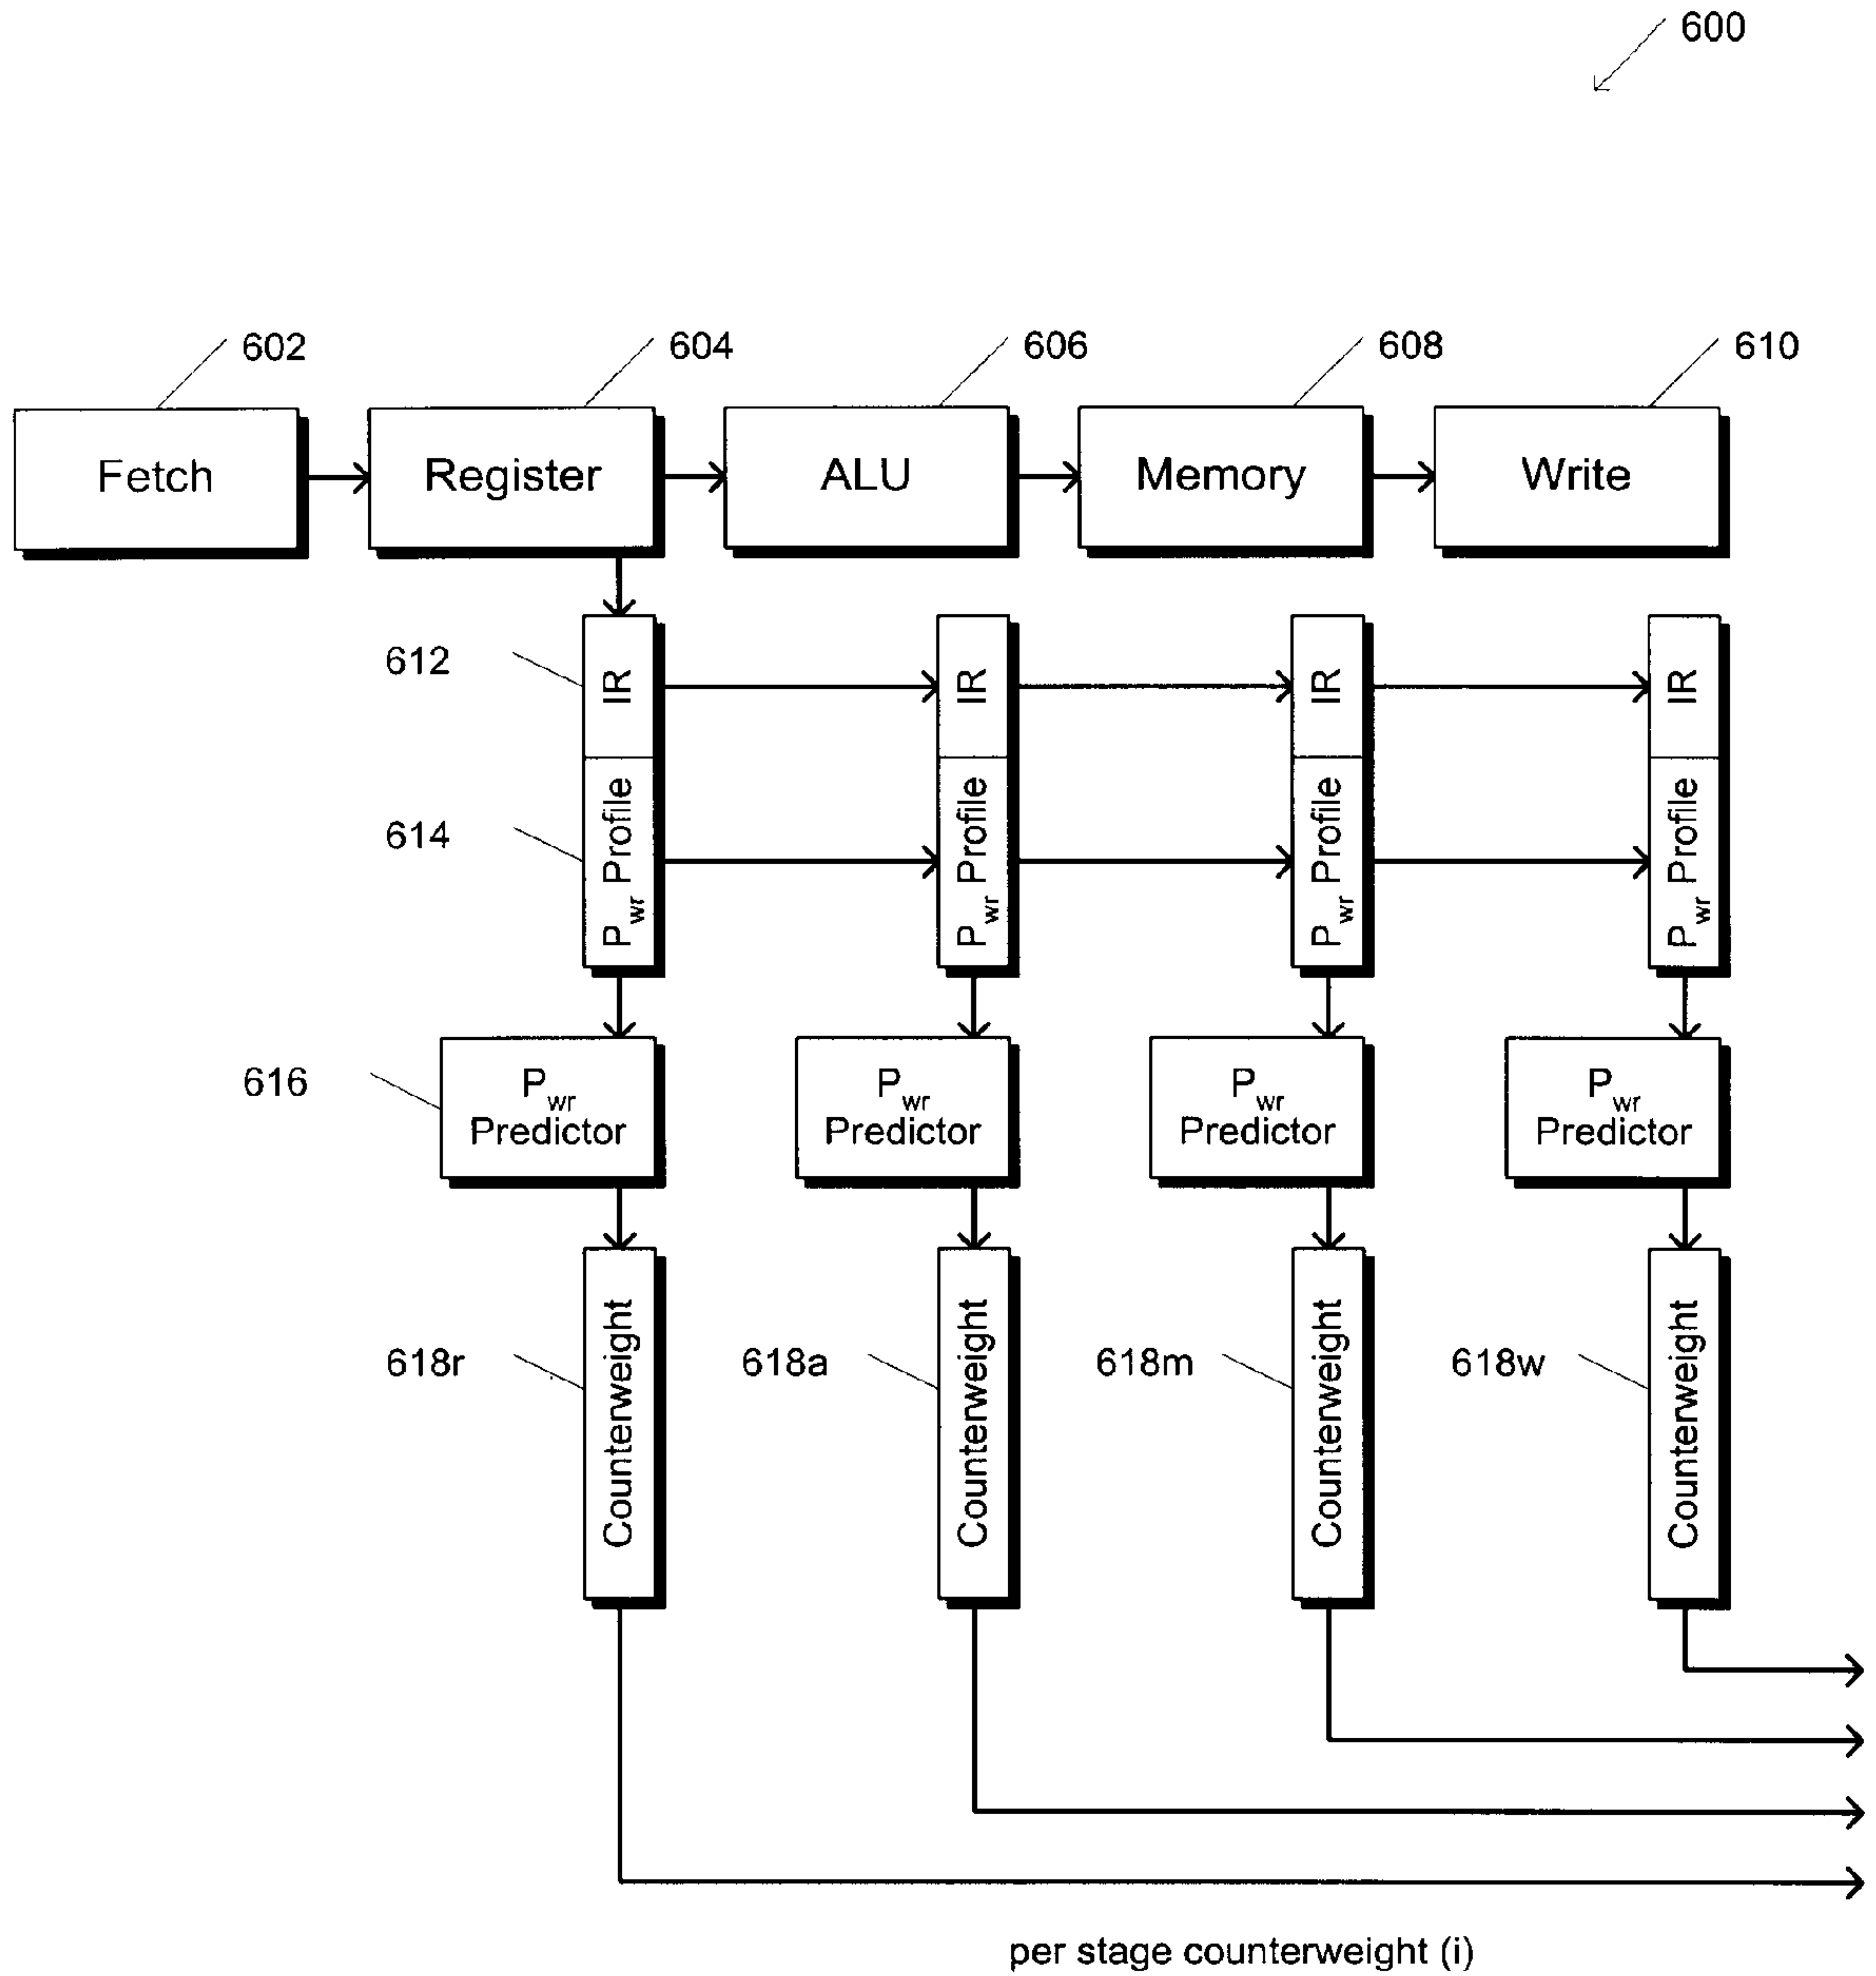 600
602
604
606
608
610
Fetch
Register
ALU
Memory
Write
612
IR
IR
IR
IR
614
Pwr Profile
Pwr Profile
Pwr Profile
Pwr Profile
616
Pwr
Predictor
Pwr
Predictor
Pwr
Predictor
Pwr
Predictor
618r
Counterweight
618a
Counterweight
618m
Counterweight
618w
Counterweight
per stage counterweight (i)